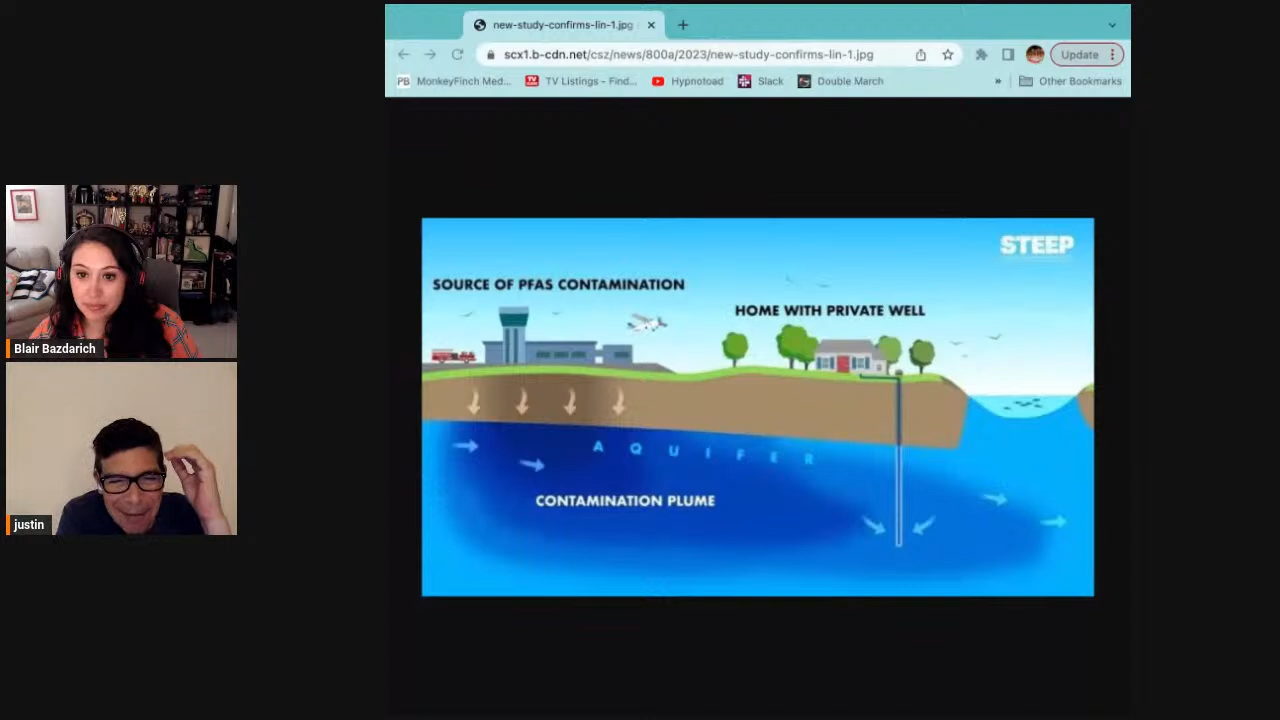 new-study-confirms-lin-1.jpg
scx1.b-cdn.net/csz/news/800a/2023/new-study-confirms-lin-1.jpg
Update
PB MonkeyFinch Med...
TV Listings - Find...
Hypnotoad
Slack
Double March
»
Other Bookmarks
STEEP
SOURCE OF PFAS CONTAMINATION
HOME WITH PRIVATE WELL
AQUIFER
CONTAMINATION PLUME
Blair Bazdarich
justin